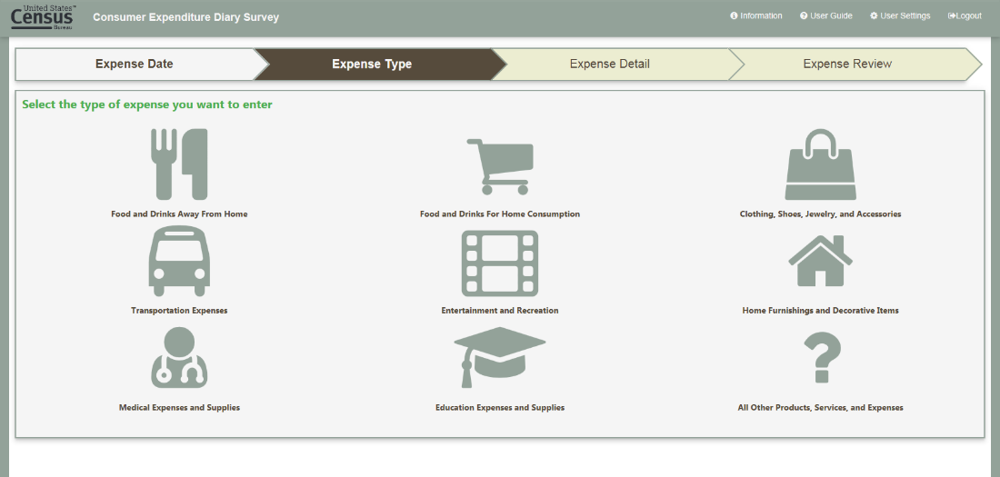 United States™
Census
Bureau
Consumer Expenditure Diary Survey
Information
User Guide
User Settings
Logout
Expense Date
Expense Type
Expense Detail
Expense Review
Select the type of expense you want to enter
Food and Drinks Away From Home
Food and Drinks For Home Consumption
Clothing, Shoes, Jewelry, and Accessories
Transportation Expenses
Entertainment and Recreation
Home Furnishings and Decorative Items
Medical Expenses and Supplies
Education Expenses and Supplies
All Other Products, Services, and Expenses